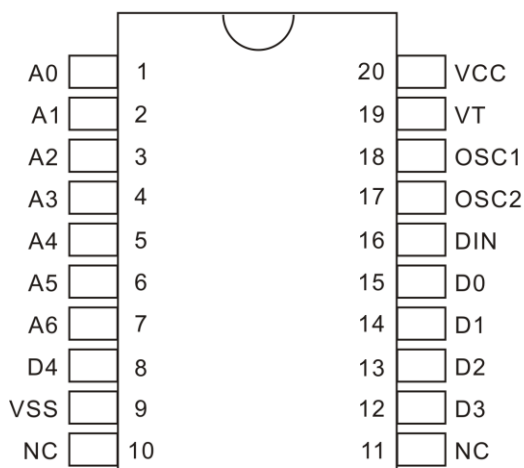 A0 1 20 VCC
A1 2 19 VT
A2 3 18 OSC1
A3 4 17 OSC2
A4 5 16 DIN
A5 6 15 D0
A6 7 14 D1
D4 8 13 D2
VSS 9 12 D3
NC 10 11 NC